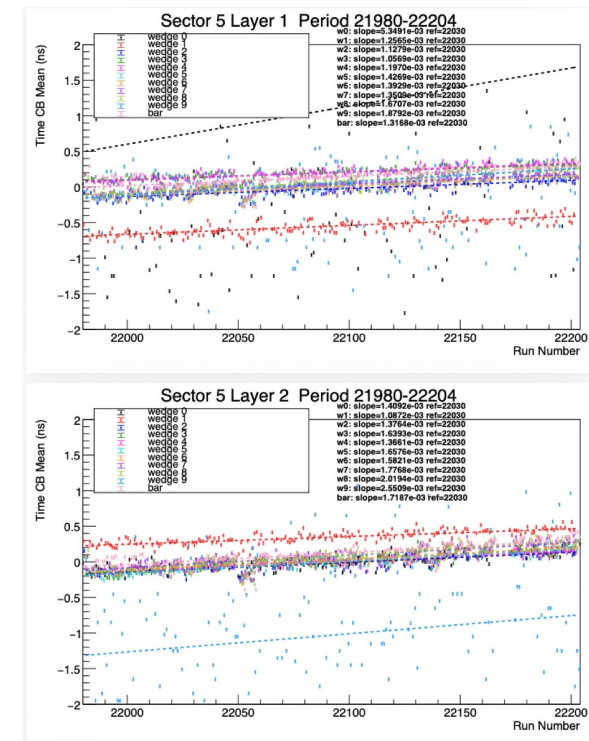 Sector 5 Layer 1 Period 21980-22204
Time CB Mean (ns)
wedge 0
wedge 1
wedge 2
wedge 3
wedge 4
wedge 5
wedge 6
wedge 7
wedge 8
wedge 9
bar
w0: slope=5.3491e-03 ref=22030
w1: slope=1.2565e-03 ref=22030
w2: slope=1.1279e-03 ref=22030
w3: slope=1.0569e-03 ref=22030
w4: slope=1.1970e-03 ref=22030
w5: slope=1.4269e-03 ref=22030
w6: slope=1.3929e-03 ref=22030
w7: slope=1.3509e-03 ref=22030
w8: slope=1.6707e-03 ref=22030
w9: slope=1.8792e-03 ref=22030
bar: slope=1.3168e-03 ref=22030
2
1.5
1
0.5
0
−0.5
−1
−1.5
−2
22000 22050 22100 22150 22200
Run Number
Sector 5 Layer 2 Period 21980-22204
Time CB Mean (ns)
wedge 0
wedge 1
wedge 2
wedge 3
wedge 4
wedge 5
wedge 6
wedge 7
wedge 8
wedge 9
bar
w0: slope=1.4092e-03 ref=22030
w1: slope=1.0872e-03 ref=22030
w2: slope=1.3764e-03 ref=22030
w3: slope=1.6393e-03 ref=22030
w4: slope=1.3661e-03 ref=22030
w5: slope=1.6576e-03 ref=22030
w6: slope=1.5821e-03 ref=22030
w7: slope=1.7768e-03 ref=22030
w8: slope=2.0194e-03 ref=22030
w9: slope=2.5509e-03 ref=22030
bar: slope=1.7187e-03 ref=22030
2
1.5
1
0.5
0
−0.5
−1
−1.5
−2
22000 22050 22100 22150 22200
Run Number